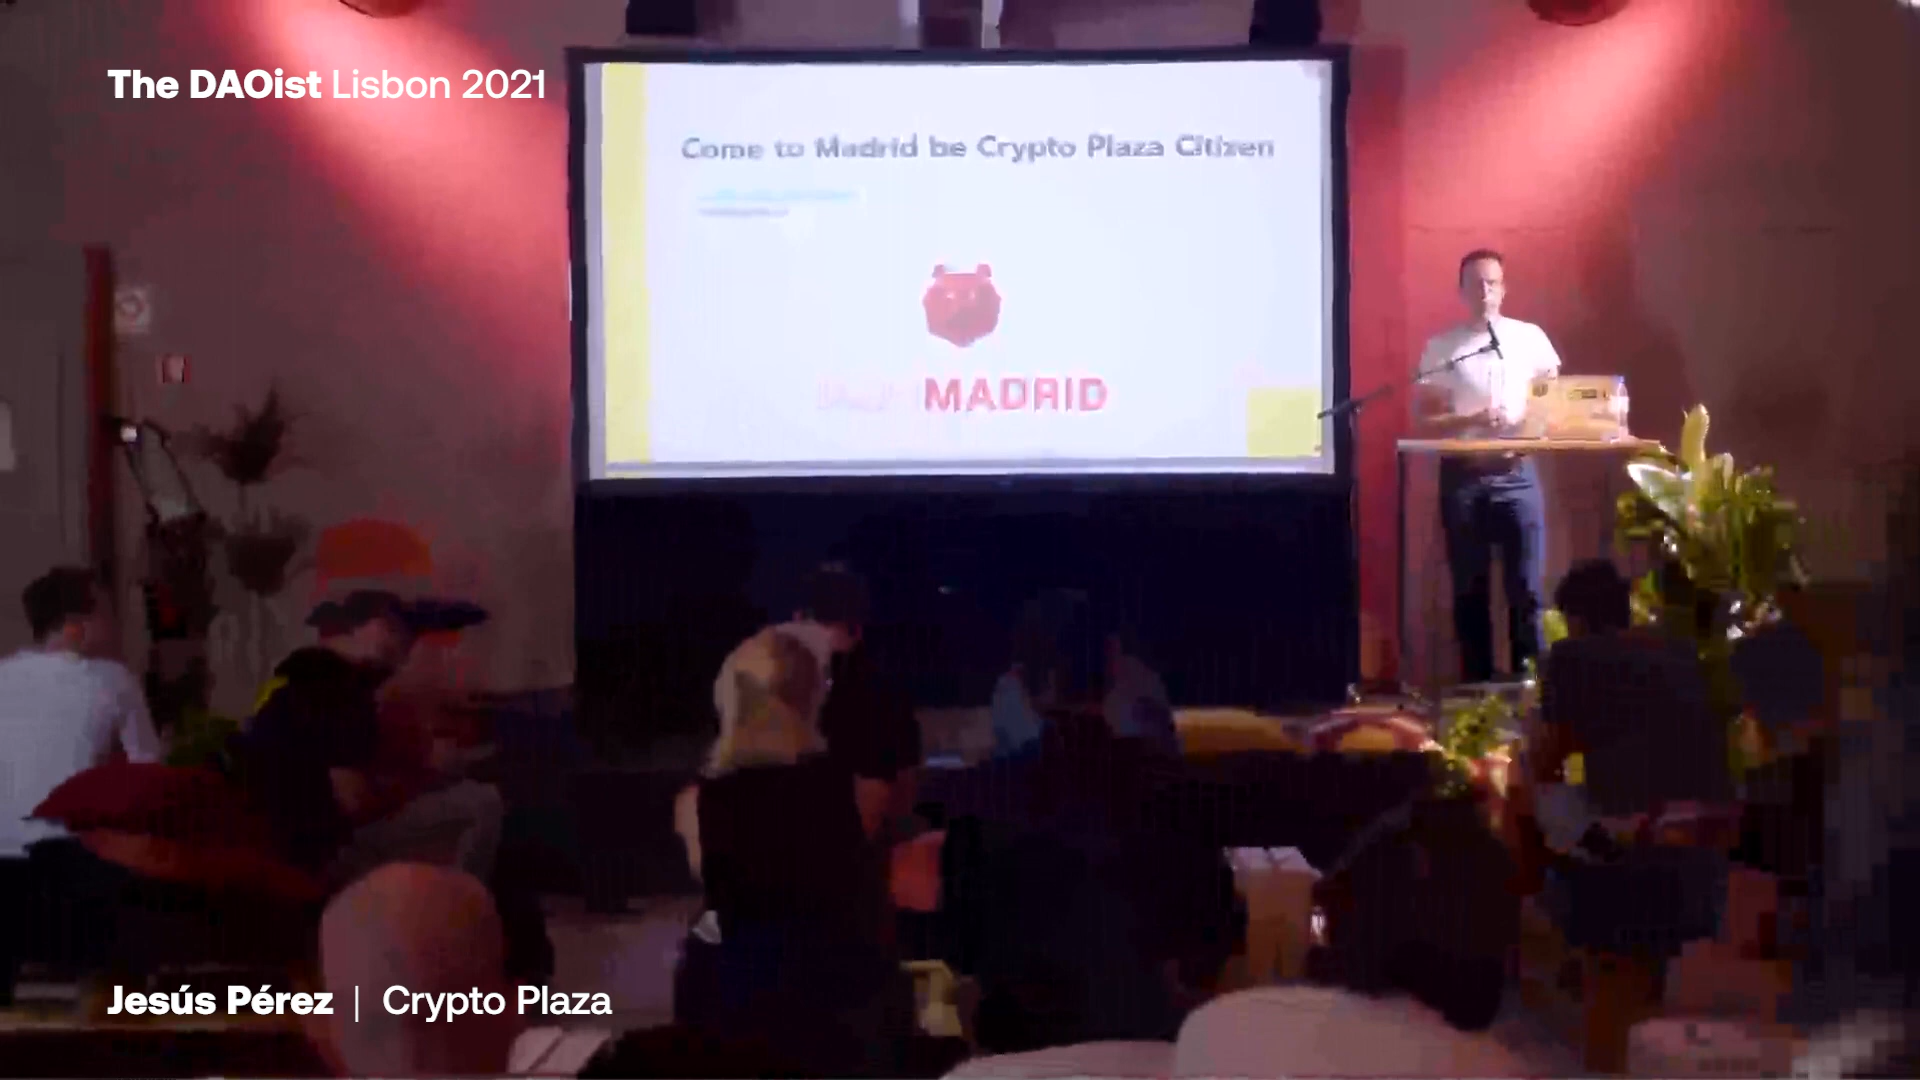 The DAOist Lisbon 2021
Come to Madrid be Crypto Plaza Citizen
MADRID
Jesús Pérez | Crypto Plaza